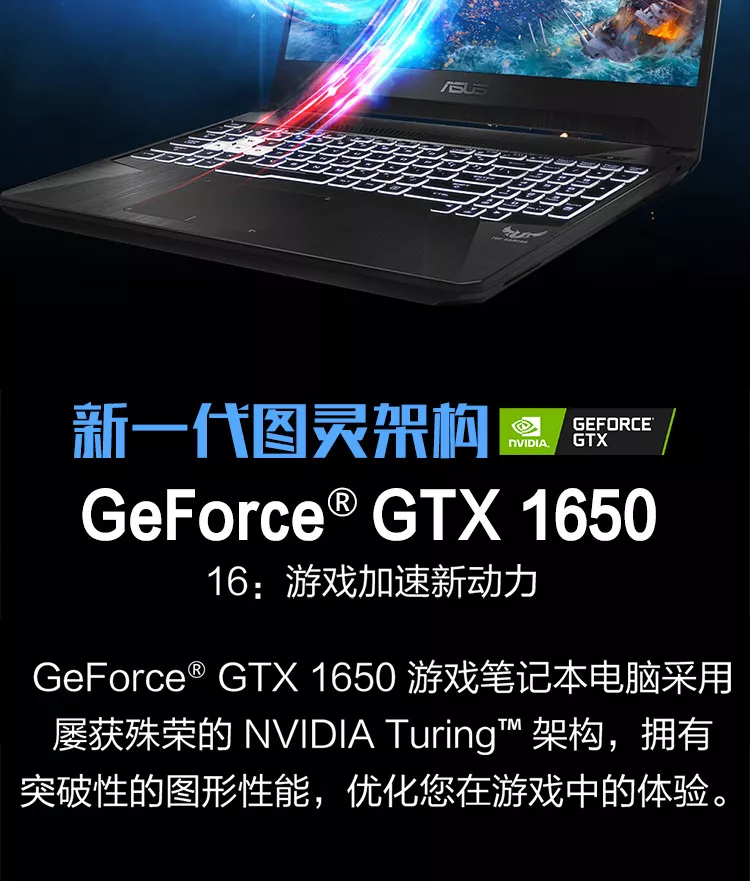 ASUS
TUF GAMING
新一代图灵架构
NVIDIA.
GEFORCE®
GTX
GeForce® GTX 1650
16：游戏加速新动力
GeForce® GTX 1650 游戏笔记本电脑采用
屡获殊荣的 NVIDIA Turing™ 架构，拥有
突破性的图形性能，优化您在游戏中的体验。